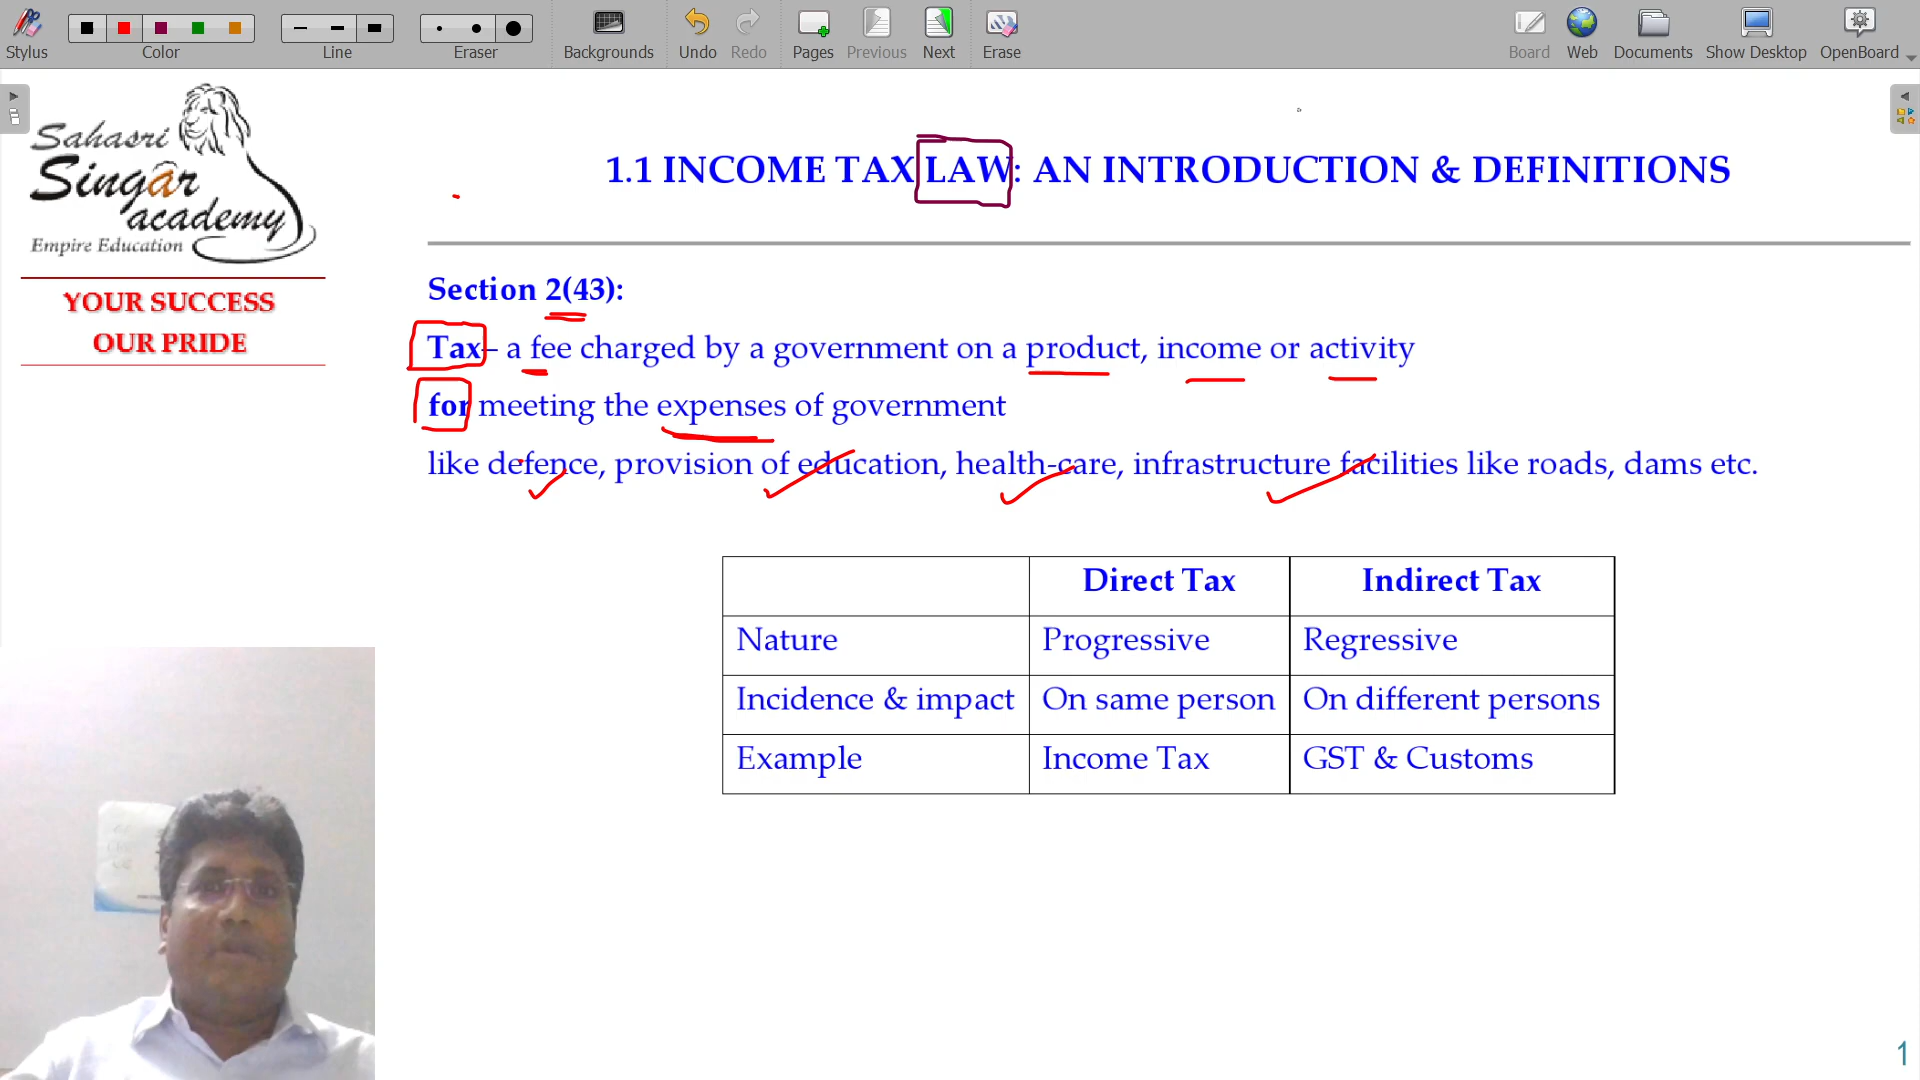 Stylus
Color
Line
Eraser
Backgrounds
Undo
Redo
Pages
Previous
Next
Erase
Board
Web
Documents
Show Desktop
OpenBoard
Sahasri
Singar
academy
Empire Education
YOUR SUCCESS
OUR PRIDE
1.1 INCOME TAX LAW: AN INTRODUCTION & DEFINITIONS
Section 2(43):
Tax– a fee charged by a government on a product, income or activity
for meeting the expenses of government
like defence, provision of education, health-care, infrastructure facilities like roads, dams etc.
Direct Tax Indirect Tax
Nature Progressive Regressive
Incidence & impact On same person On different persons
Example Income Tax GST & Customs
1